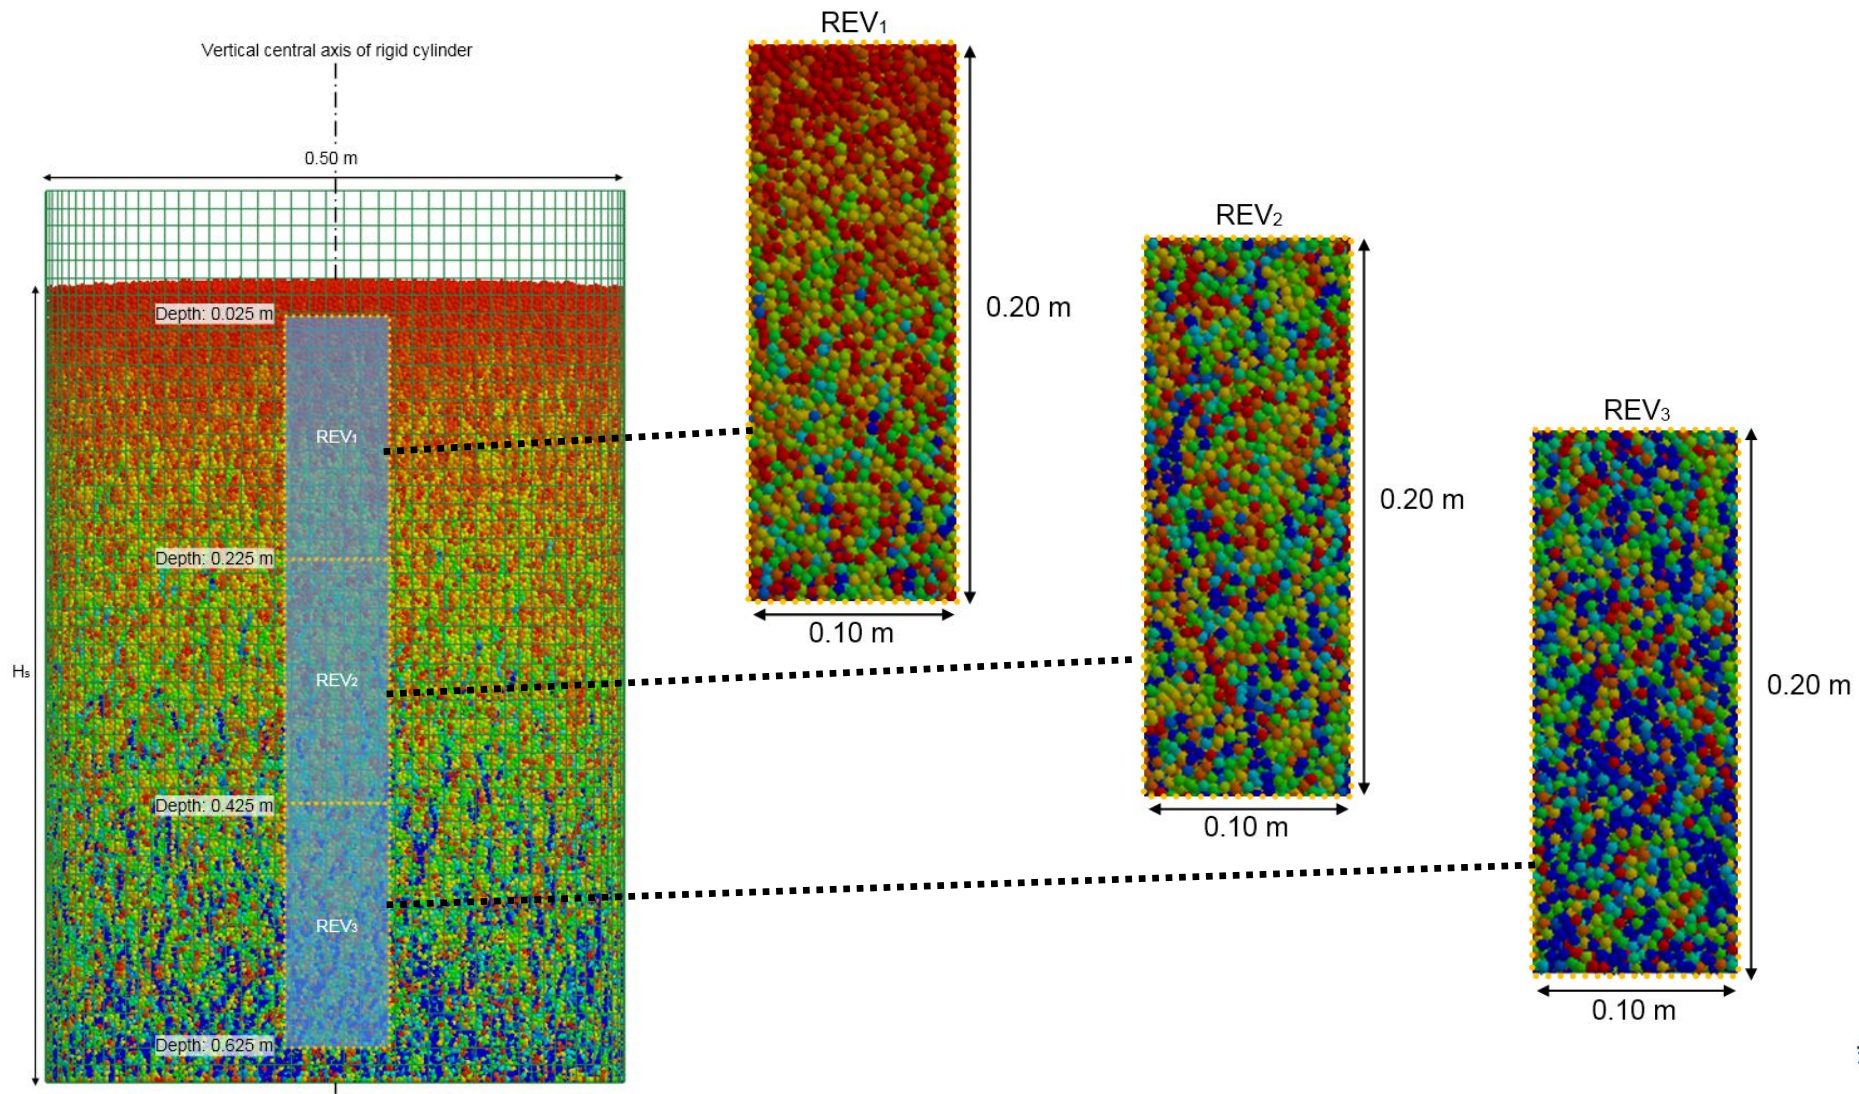 Vertical central axis of rigid cylinder
0.50 m
Depth: 0.025 m
REV₁
Depth: 0.225 m
REV₂
Depth: 0.425 m
REV₃
Depth: 0.625 m
Hₛ
REV₁
0.20 m
0.10 m
REV₂
0.20 m
0.10 m
REV₃
0.20 m
0.10 m